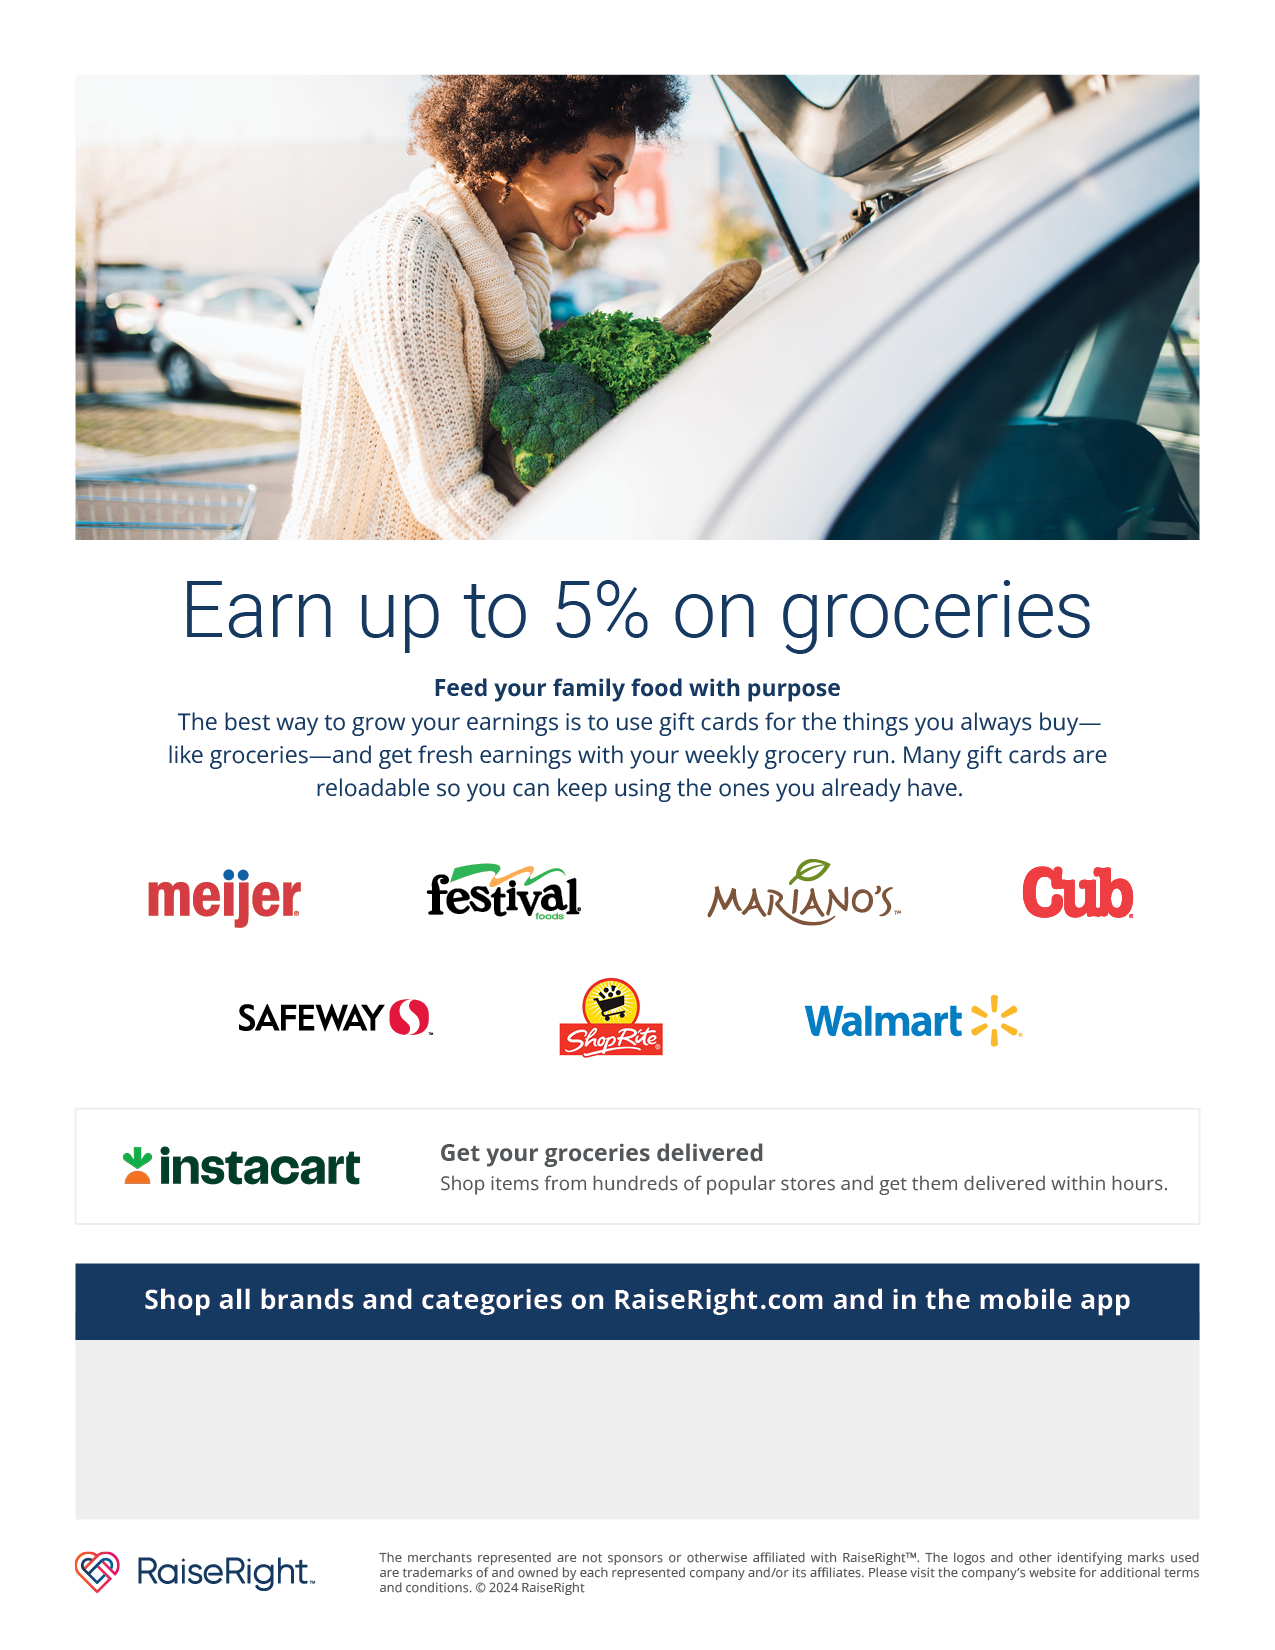 Earn up to 5% on groceries
Feed your family food with purpose
The best way to grow your earnings is to use gift cards for the things you always buy—
like groceries—and get fresh earnings with your weekly grocery run. Many gift cards are
reloadable so you can keep using the ones you already have.
meijer®
festival foods
MARIANO'S™
Cub®
SAFEWAY™
ShopRite®
Walmart®
instacart
Get your groceries delivered
Shop items from hundreds of popular stores and get them delivered within hours.
Shop all brands and categories on RaiseRight.com and in the mobile app
RaiseRight™
The merchants represented are not sponsors or otherwise affiliated with RaiseRight™. The logos and other identifying marks used
are trademarks of and owned by each represented company and/or its affiliates. Please visit the company's website for additional terms
and conditions. © 2024 RaiseRight